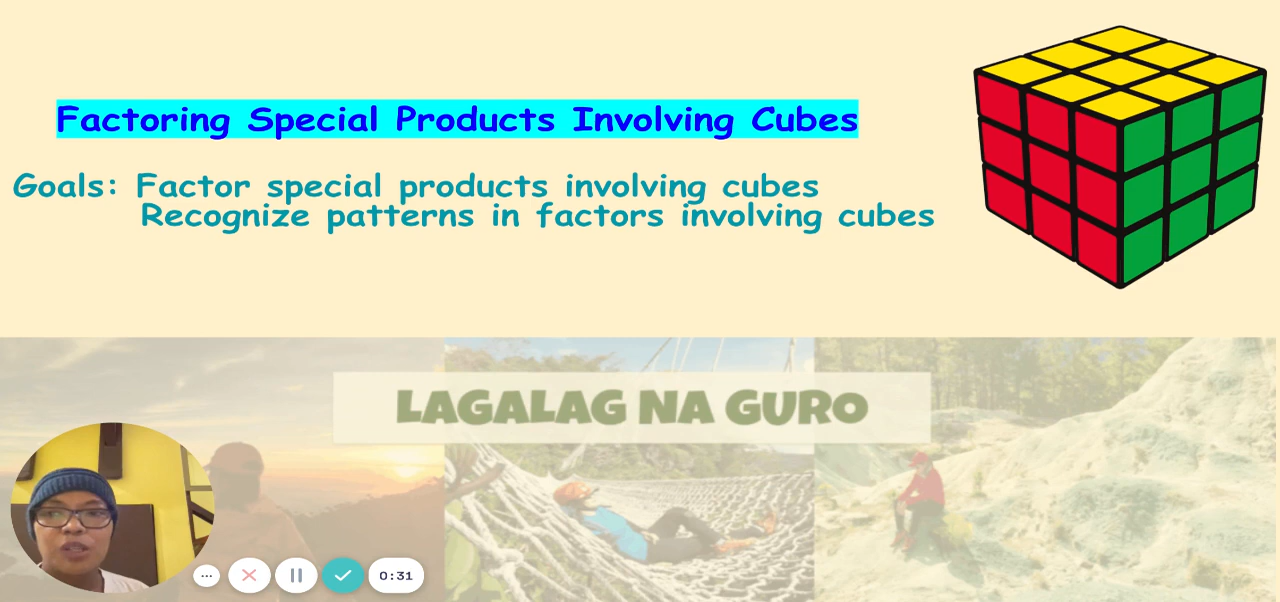 Factoring Special Products Involving Cubes
Goals: Factor special products involving cubes
Recognize patterns in factors involving cubes
LAGALAG NA GURO
0:31